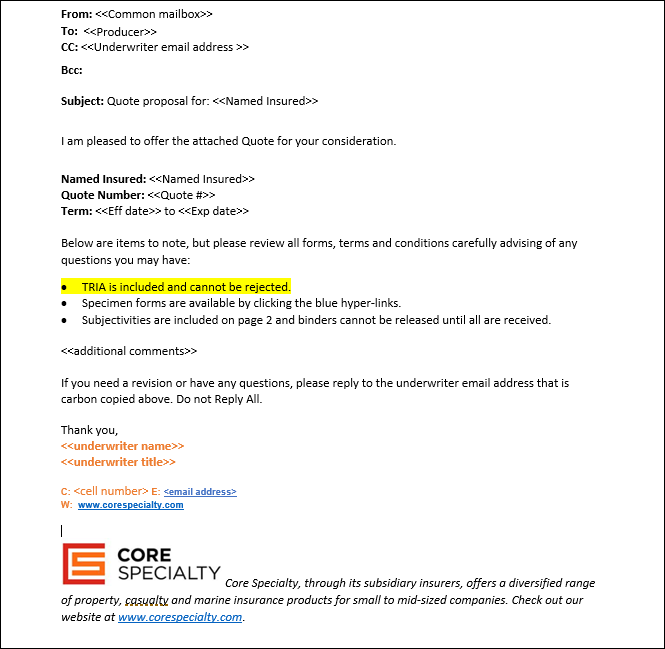 From: <<Common mailbox>>
To: <<Producer>>
CC: <<Underwriter email address >>
Bcc:
Subject: Quote proposal for: <<Named Insured>>
I am pleased to offer the attached Quote for your consideration.
Named Insured: <<Named Insured>>
Quote Number: <<Quote #>>
Term: <<Eff date>> to <<Exp date>>
Below are items to note, but please review all forms, terms and conditions carefully advising of any
questions you may have:
• TRIA is included and cannot be rejected.
• Specimen forms are available by clicking the blue hyper-links.
• Subjectivities are included on page 2 and binders cannot be released until all are received.
<<additional comments>>
If you need a revision or have any questions, please reply to the underwriter email address that is
carbon copied above. Do not Reply All.
Thank you,
<<underwriter name>>
<<underwriter title>>
C: <cell number> E: <email address>
W: www.corespecialty.com
CORE
SPECIALTY Core Specialty, through its subsidiary insurers, offers a diversified range
of property, casualty and marine insurance products for small to mid-sized companies. Check out our
website at www.corespecialty.com.